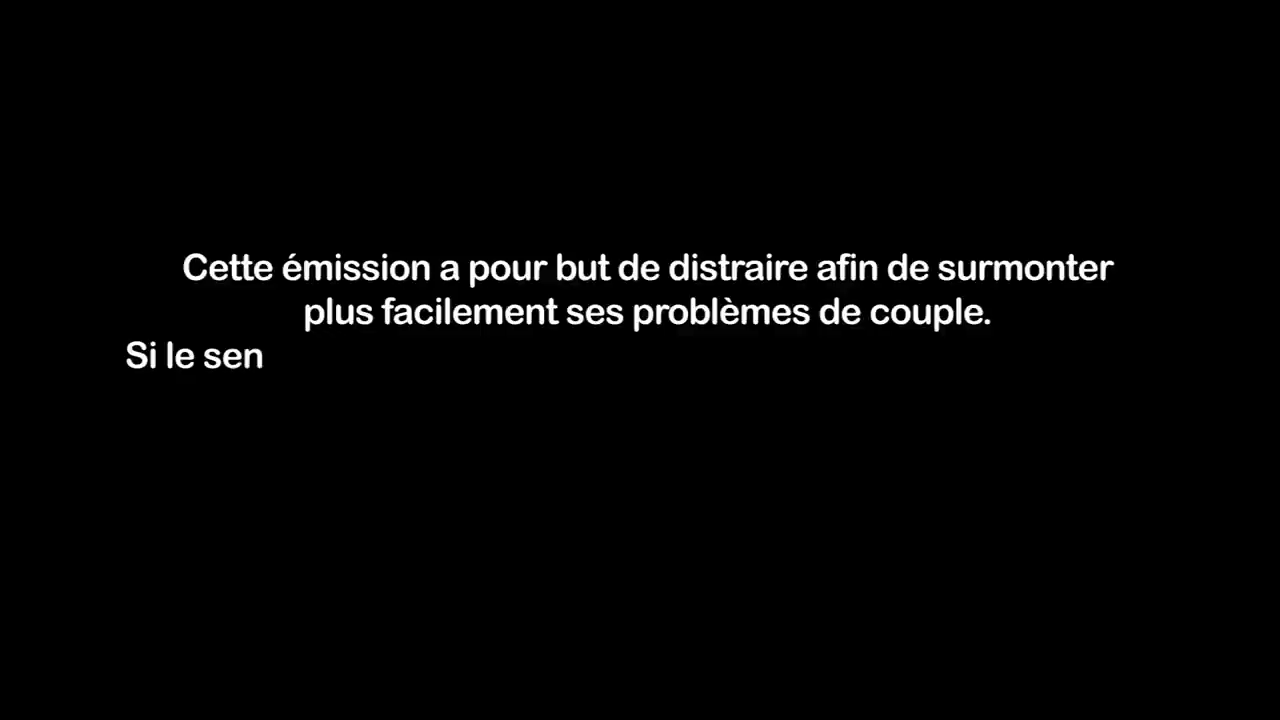 Cette émission a pour but de distraire afin de surmonter
plus facilement ses problèmes de couple.
Si le sen